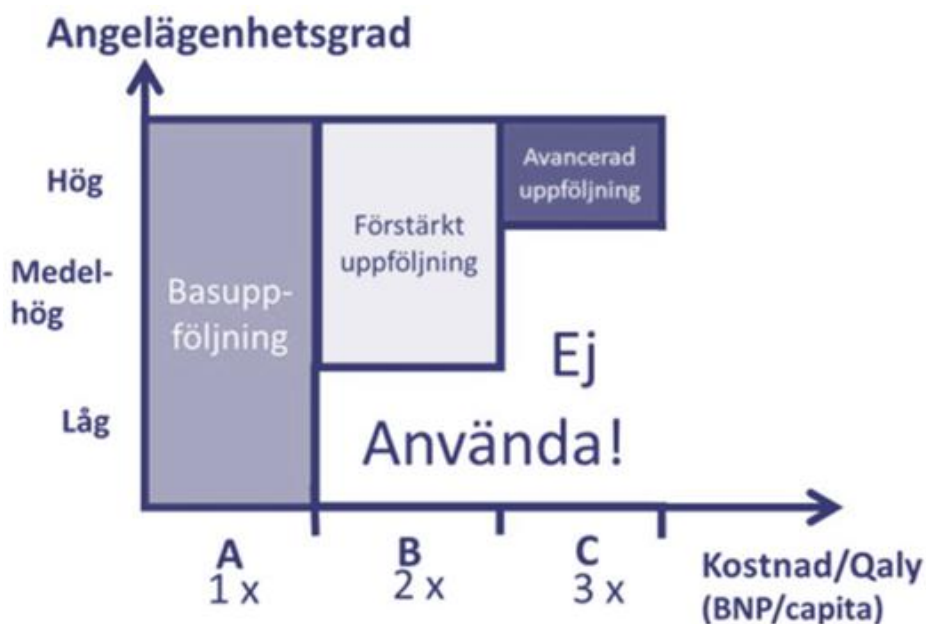 Angelägenhetsgrad
Hög
Medel-
hög
Låg
Basupp-
följning
Förstärkt
uppföljning
Avancerad
uppföljning
Ej
Använda!
A
1 x
B
2 x
C
3 x
Kostnad/Qaly
(BNP/capita)